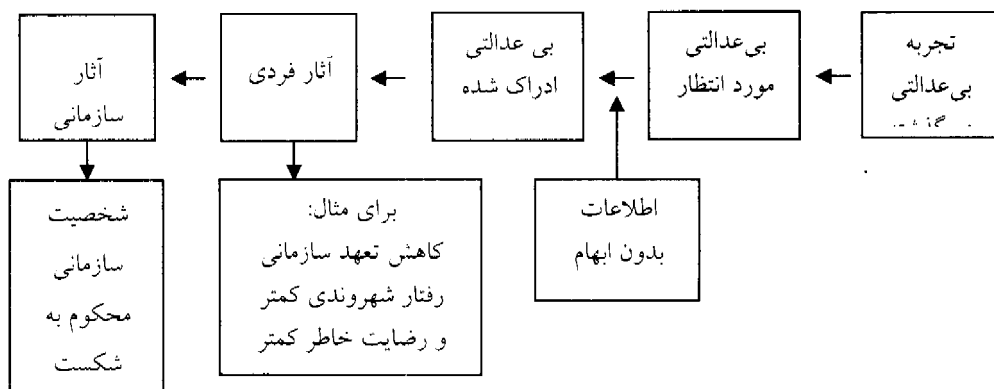 تجربه
بی‌عدالتی
بی‌عدالتی
مورد انتظار
بی عدالتی
ادراک شده
آثار فردی
آثار
سازمانی
اطلاعات
بدون ابهام
برای مثال:
کاهش تعهد سازمانی
رفتار شهروندی کمتر
و رضایت خاطر کمتر
شخصیت
سازمانی
محکوم به
شکست